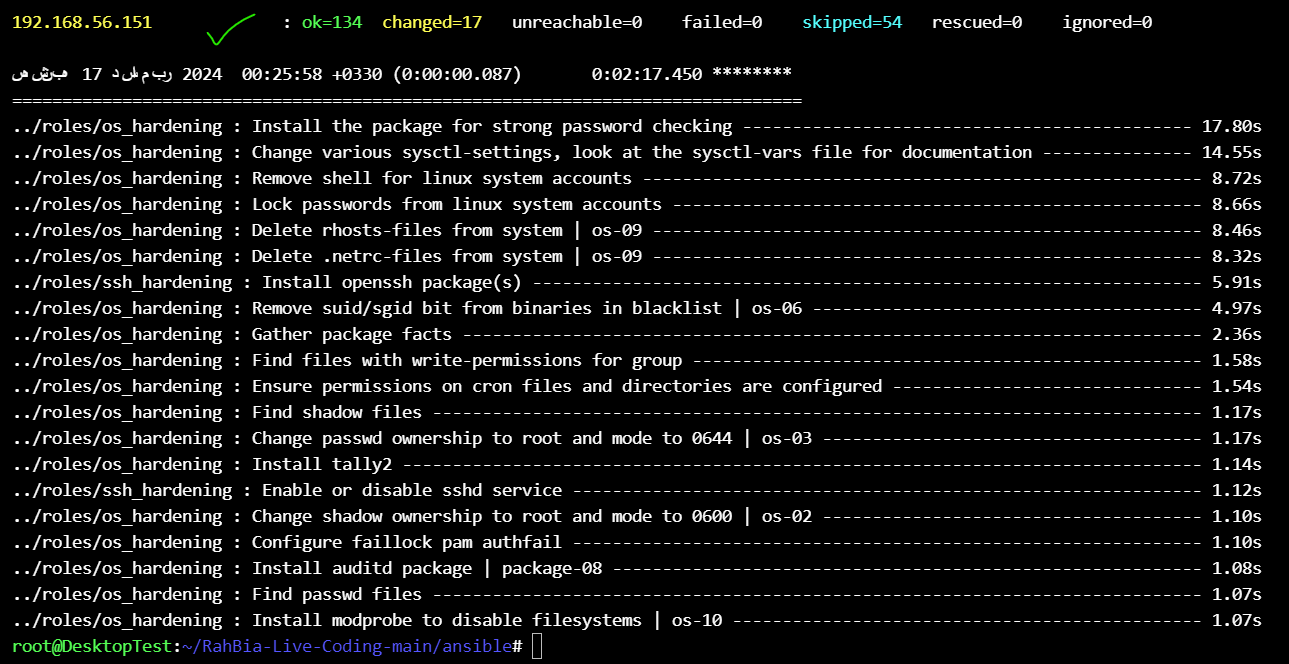 192.168.56.151 : ok=134 changed=17 unreachable=0 failed=0 skipped=54 rescued=0 ignored=0
سه شنبه 17 دسامبر 2024 00:25:58 +0330 (0:00:00.087) 0:02:17.450 ********
===============================================================================
../roles/os_hardening : Install the package for strong password checking --------------------------------------------- 17.80s
../roles/os_hardening : Change various sysctl-settings, look at the sysctl-vars file for documentation --------------- 14.55s
../roles/os_hardening : Remove shell for linux system accounts -------------------------------------------------------- 8.72s
../roles/os_hardening : Lock passwords from linux system accounts ----------------------------------------------------- 8.66s
../roles/os_hardening : Delete rhosts-files from system | os-09 ------------------------------------------------------- 8.46s
../roles/os_hardening : Delete .netrc-files from system | os-09 ------------------------------------------------------- 8.32s
../roles/ssh_hardening : Install openssh package(s) ------------------------------------------------------------------- 5.91s
../roles/os_hardening : Remove suid/sgid bit from binaries in blacklist | os-06 --------------------------------------- 4.97s
../roles/os_hardening : Gather package facts -------------------------------------------------------------------------- 2.36s
../roles/os_hardening : Find files with write-permissions for group --------------------------------------------------- 1.58s
../roles/os_hardening : Ensure permissions on cron files and directories are configured ------------------------------- 1.54s
../roles/os_hardening : Find shadow files ----------------------------------------------------------------------------- 1.17s
../roles/os_hardening : Change passwd ownership to root and mode to 0644 | os-03 -------------------------------------- 1.17s
../roles/os_hardening : Install tally2 -------------------------------------------------------------------------------- 1.14s
../roles/ssh_hardening : Enable or disable sshd service --------------------------------------------------------------- 1.12s
../roles/os_hardening : Change shadow ownership to root and mode to 0600 | os-02 -------------------------------------- 1.10s
../roles/os_hardening : Configure faillock pam authfail --------------------------------------------------------------- 1.10s
../roles/os_hardening : Install auditd package | package-08 ----------------------------------------------------------- 1.08s
../roles/os_hardening : Find passwd files ----------------------------------------------------------------------------- 1.07s
../roles/os_hardening : Install modprobe to disable filesystems | os-10 ----------------------------------------------- 1.07s
root@DesktopTest:~/RahBia-Live-Coding-main/ansible#